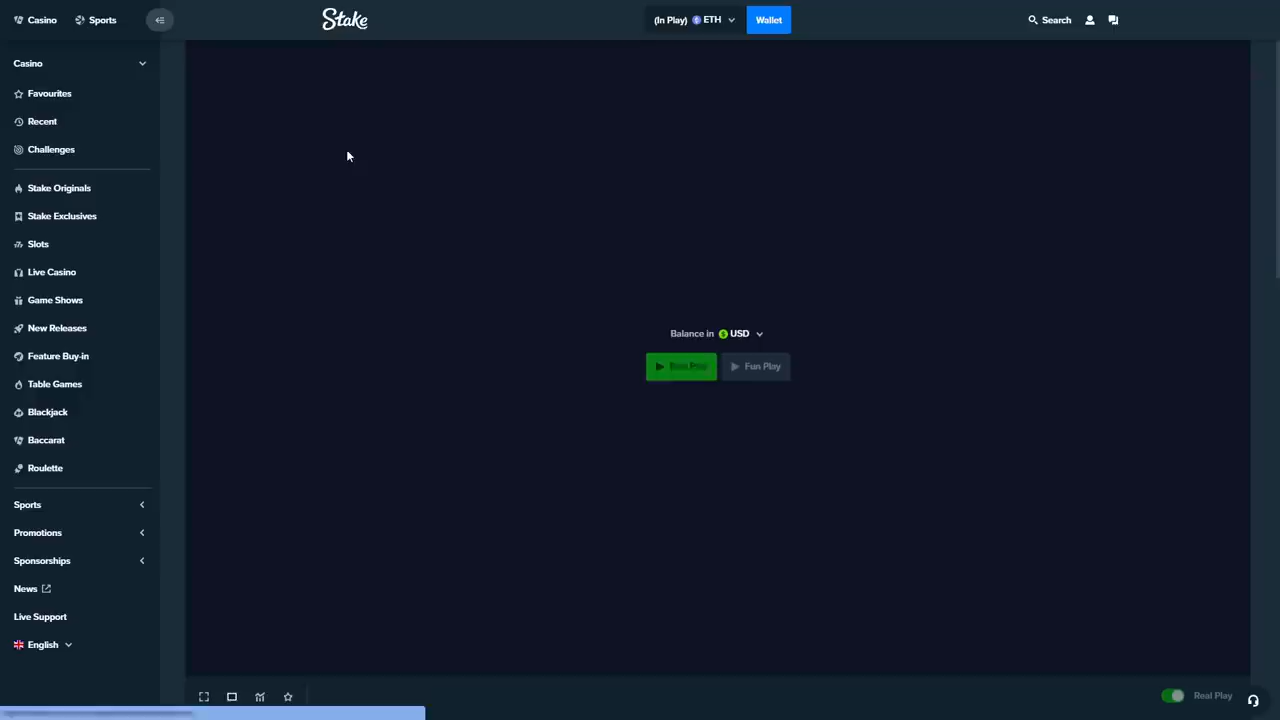 Casino
Sports
Stake
(In Play) ETH
Wallet
Search
Casino
Favourites
Recent
Challenges
Stake Originals
Stake Exclusives
Slots
Live Casino
Game Shows
New Releases
Feature Buy-in
Table Games
Blackjack
Baccarat
Roulette
Sports
Promotions
Sponsorships
News
Live Support
English
Balance in USD
Real Play
Fun Play
Real Play